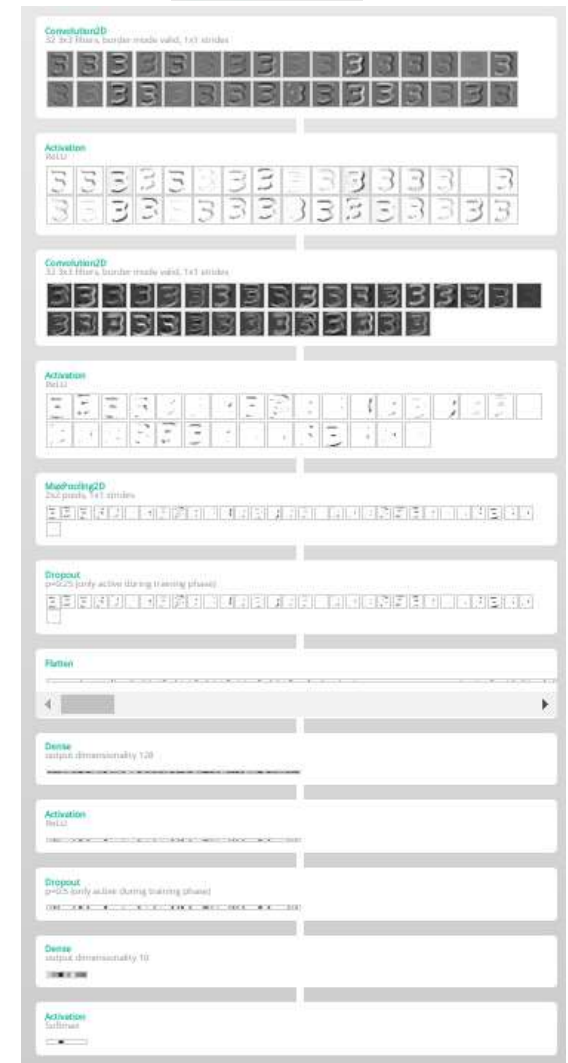 Convolution2D
32 3x3 filters, border mode valid, 1x1 strides
Activation
ReLU
Convolution2D
32 3x3 filters, border mode valid, 1x1 strides
Activation
ReLU
MaxPooling2D
2x2 pools, 1x1 strides
Dropout
p=0.25 (only active during training phase)
Flatten
Dense
output dimensionality 128
Activation
ReLU
Dropout
p=0.5 (only active during training phase)
Dense
output dimensionality 10
Activation
Softmax